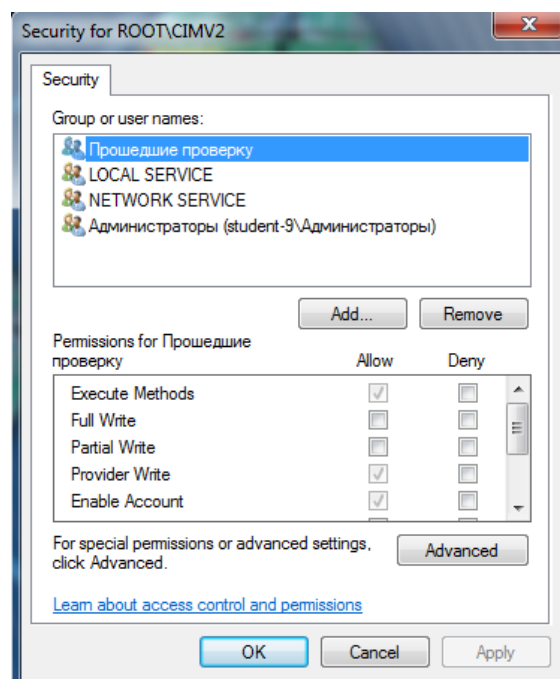 Security for ROOT\CIMV2
Security
Group or user names:
Прошедшие проверку
LOCAL SERVICE
NETWORK SERVICE
Администраторы (student-9\Администраторы)
Add...
Remove
Permissions for Прошедшие
проверку
Allow
Deny
Execute Methods
Full Write
Partial Write
Provider Write
Enable Account
For special permissions or advanced settings,
click Advanced.
Advanced
Learn about access control and permissions
OK
Cancel
Apply